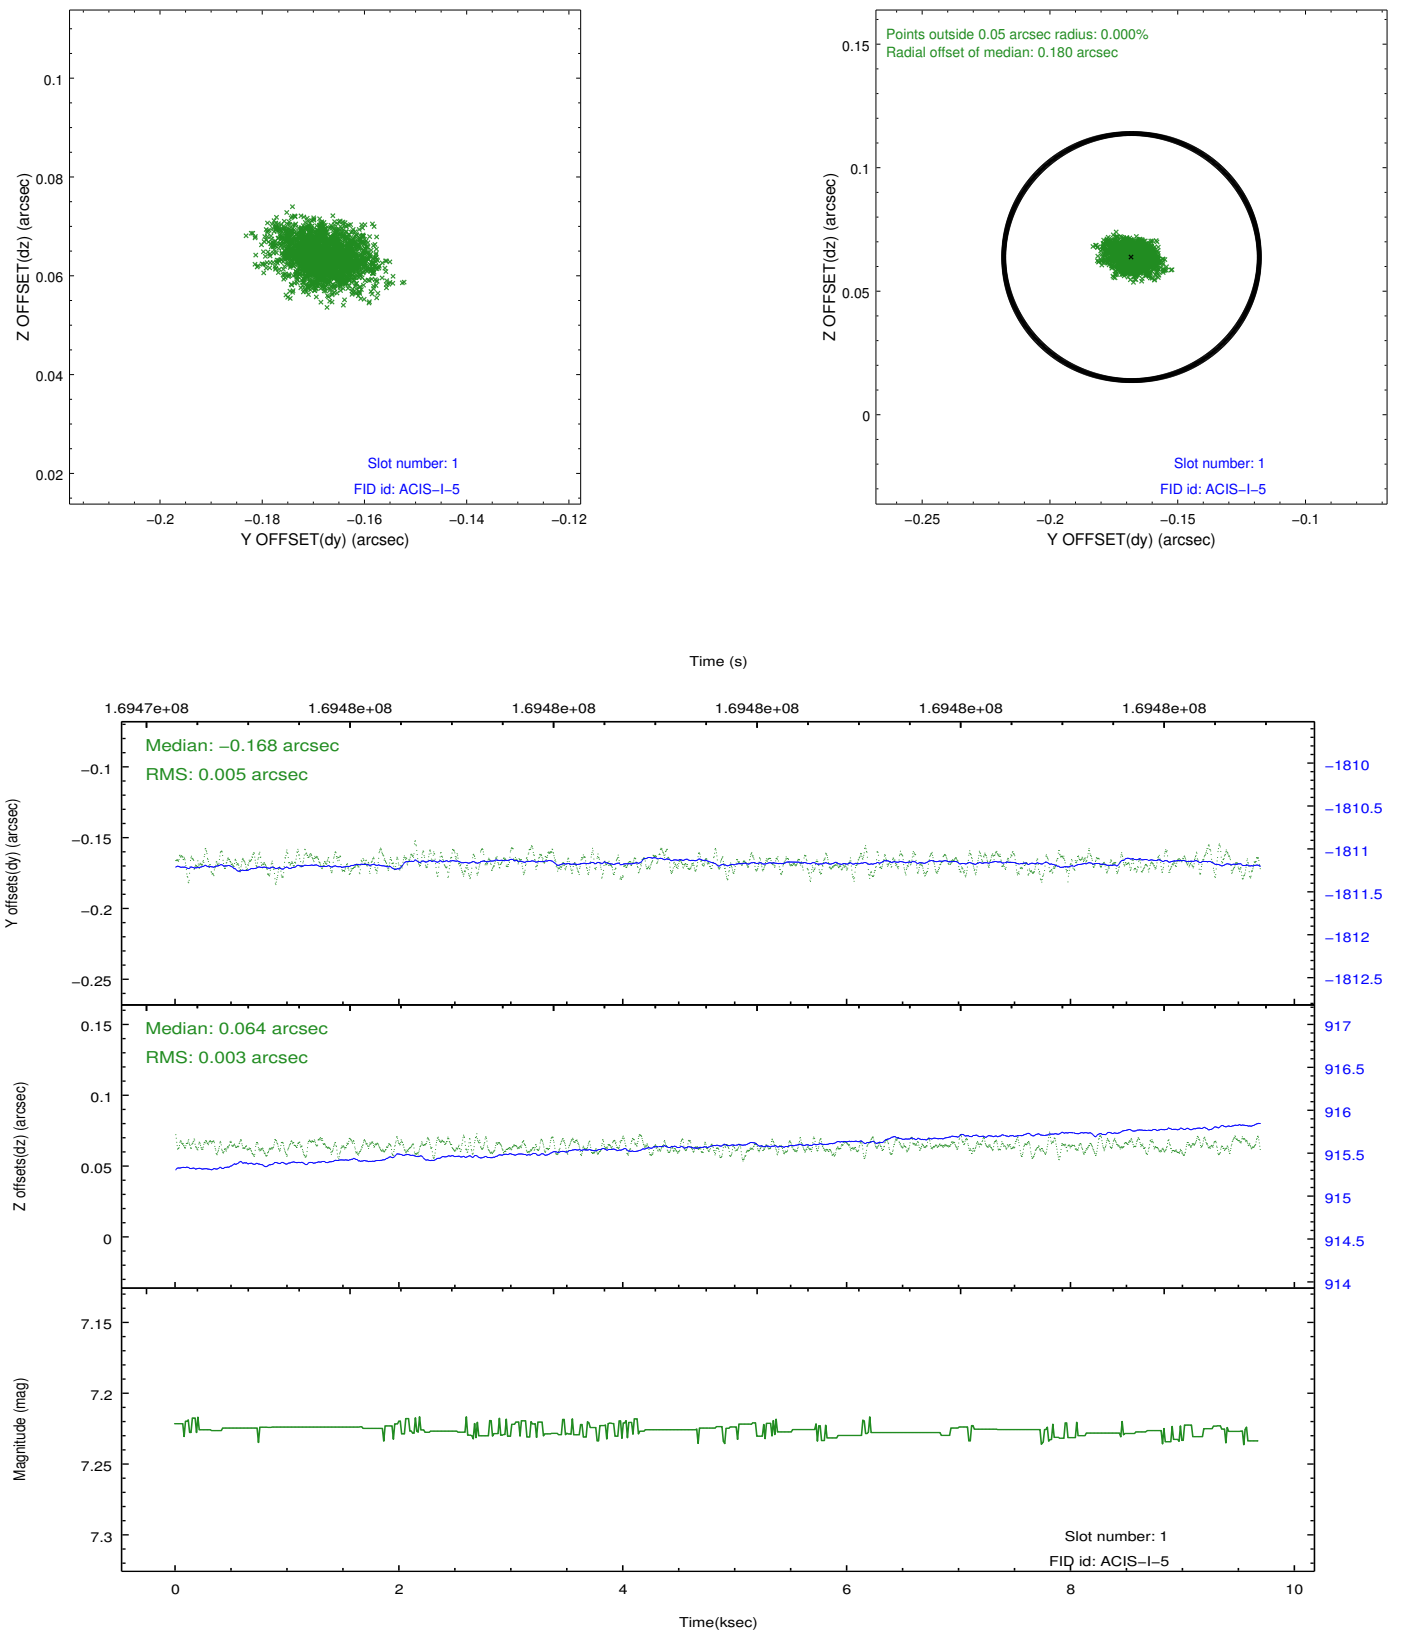 0.1
0.08
0.06
0.04
0.02
Z OFFSET(dz) (arcsec)
Slot number: 1
FID id: ACIS−I−5
−0.2 −0.18 −0.16 −0.14 −0.12
Y OFFSET(dy) (arcsec)
Points outside 0.05 arcsec radius: 0.000%
Radial offset of median: 0.180 arcsec
0.15
0.1
0.05
0
Z OFFSET(dz) (arcsec)
Slot number: 1
FID id: ACIS−I−5
−0.25 −0.2 −0.15 −0.1
Y OFFSET(dy) (arcsec)
Time (s)
1.6947e+08 1.6948e+08 1.6948e+08 1.6948e+08 1.6948e+08 1.6948e+08
Median: −0.168 arcsec
RMS: 0.005 arcsec
−0.1
−0.15
−0.2
−0.25
Y offsets(dy) (arcsec)
−1810
−1810.5
−1811
−1811.5
−1812
−1812.5
Median: 0.064 arcsec
RMS: 0.003 arcsec
0.15
0.1
0.05
0
Z offsets(dz) (arcsec)
917
916.5
916
915.5
915
914.5
914
7.15
7.2
7.25
7.3
Magnitude (mag)
Slot number: 1
FID id: ACIS−I−5
0 2 4 6 8 10
Time(ksec)